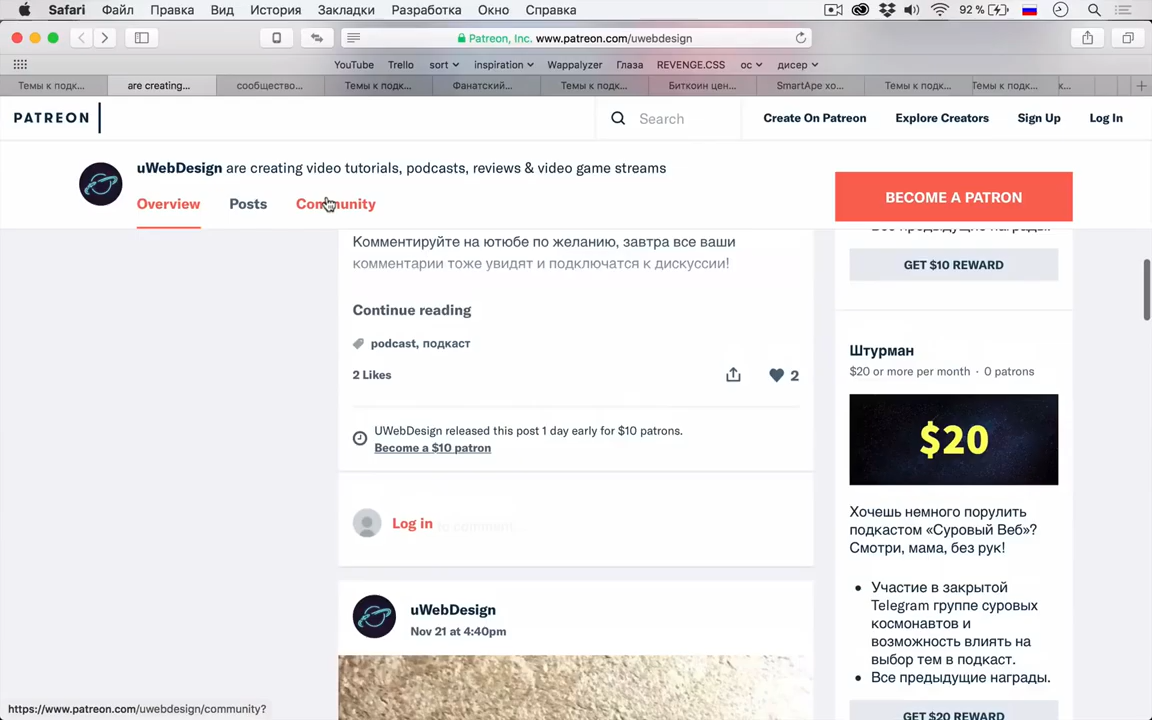 Safari Файл Правка Вид История Закладки Разработка Окно Справка 92 %
Patreon, Inc. www.patreon.com/uwebdesign
YouTube Trello sort inspiration Wappalyzer Глаза REVENGE.CSS ос дисер
Темы к подк... are creating... сообщество... Темы к подк... Фанатский... Темы к подк... Биткоин цен... SmartApe хо... Темы к подк... Темы к подк... к...
PATREON Search Create On Patreon Explore Creators Sign Up Log In
uWebDesign are creating video tutorials, podcasts, reviews & video game streams
Overview Posts Community
BECOME A PATRON
Комментируйте на ютюбе по желанию, завтра все ваши
комментарии тоже увидят и подключатся к дискуссии!
Continue reading
podcast, подкаст
2 Likes
2
UWebDesign released this post 1 day early for $10 patrons.
Become a $10 patron
Log in to comment...
uWebDesign
Nov 21 at 4:40pm
Все предыдущие награды.
GET $10 REWARD
Штурман
$20 or more per month · 0 patrons
$20
Хочешь немного порулить
подкастом «Суровый Веб»?
Смотри, мама, без рук!
• Участие в закрытой
Telegram группе суровых
космонавтов и
возможность влиять на
выбор тем в подкаст.
• Все предыдущие награды.
GET $20 REWARD
https://www.patreon.com/uwebdesign/community?